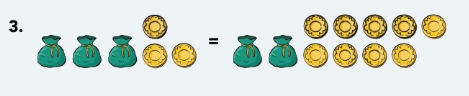 3.
=